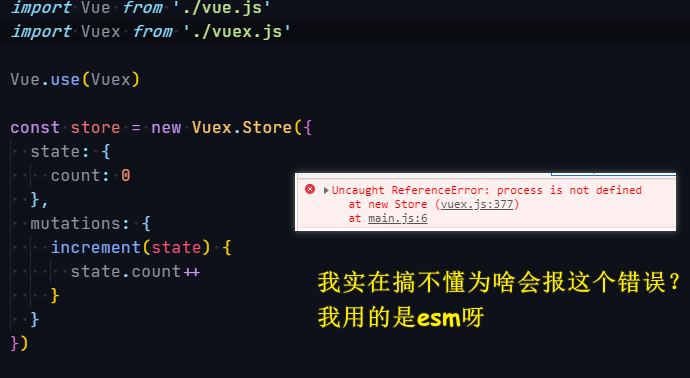 import Vue from './vue.js'
import Vuex from './vuex.js'
Vue.use(Vuex)
const store = new Vuex.Store({
state: {
count: 0
},
mutations: {
increment(state) {
state.count++
}
}
})
Uncaught ReferenceError: process is not defined
at new Store (vuex.js:377)
at main.js:6
我实在搞不懂为啥会报这个错误?
我用的是esm呀